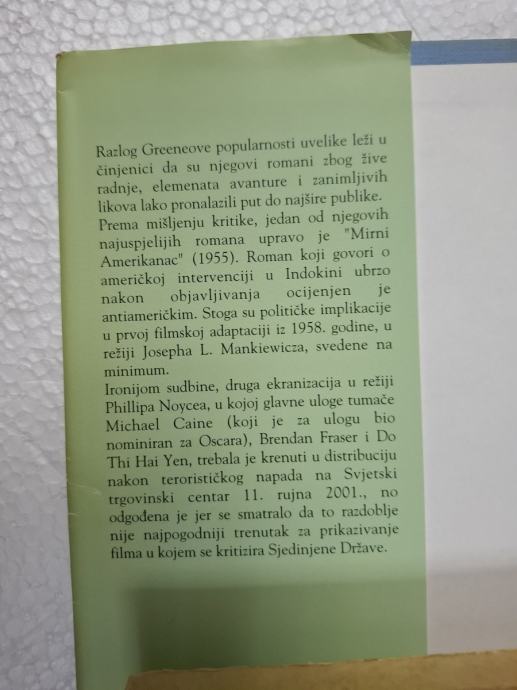 Razlog Greeneove popularnosti uvelike leži u
činjenici da su njegovi romani zbog žive
radnje, elemenata avanture i zanimljivih
likova lako pronalazili put do najšire publike.
Prema mišljenju kritike, jedan od njegovih
najuspjelijih romana upravo je "Mirni
Amerikanac" (1955). Roman koji govori o
američkoj intervenciji u Indokini ubrzo
nakon objavljivanja ocijenjen je
antiameričkim. Stoga su političke implikacije
u prvoj filmskoj adaptaciji iz 1958. godine, u
režiji Josepha L. Mankiewicza, svedene na
minimum.
Ironijom sudbine, druga ekranizacija u režiji
Phillipa Noycea, u kojoj glavne uloge tumače
Michael Caine (koji je za ulogu bio
nominiran za Oscara), Brendan Fraser i Do
Thi Hai Yen, trebala je krenuti u distribuciju
nakon terorističkog napada na Svjetski
trgovinski centar 11. rujna 2001., no
odgođena je jer se smatralo da to razdoblje
nije najpogodniji trenutak za prikazivanje
filma u kojem se kritizira Sjedinjene Države.